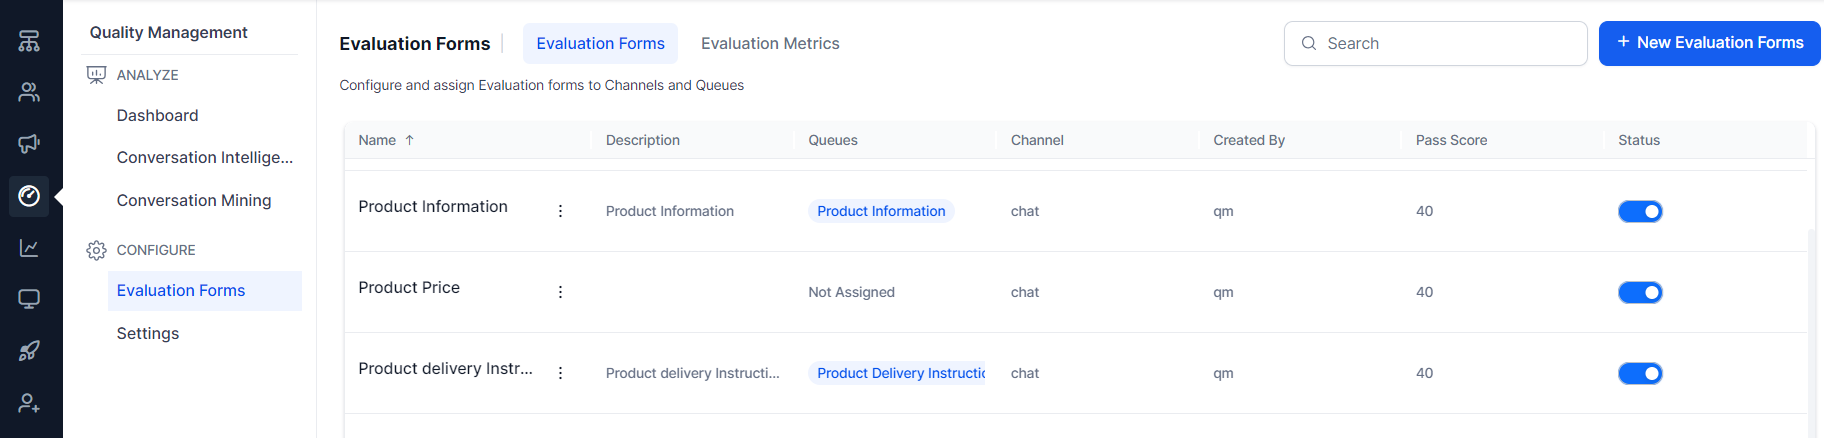 Quality Management
ANALYZE
Dashboard
Conversation Intellige...
Conversation Mining
CONFIGURE
Evaluation Forms
Settings
Evaluation Forms
Evaluation Forms
Evaluation Metrics
Search
+ New Evaluation Forms
Configure and assign Evaluation forms to Channels and Queues
Name ↑ Description Queues Channel Created By Pass Score Status
Product Information Product Information Product Information chat qm 40
Product Price Not Assigned chat qm 40
Product delivery Instr... Product delivery Instructi... Product Delivery Instructi chat qm 40